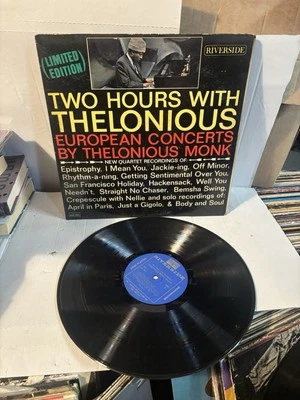 LIMITED
EDITION
RIVERSIDE
TWO HOURS WITH
THELONIOUS
EUROPEAN CONCERTS
BY THELONIOUS MONK
NEW QUARTET RECORDINGS OF:
Epistrophy, I Mean You, Jackie-ing, Off Minor,
Rhythm-a-ning, Getting Sentimental Over You,
San Francisco Holiday, Hackensack, Well You
Needn't, Straight No Chaser, Bemsha Swing,
Crepescule with Nellie and solo recordings of:
April in Paris, Just a Gigolo, & Body and Soul